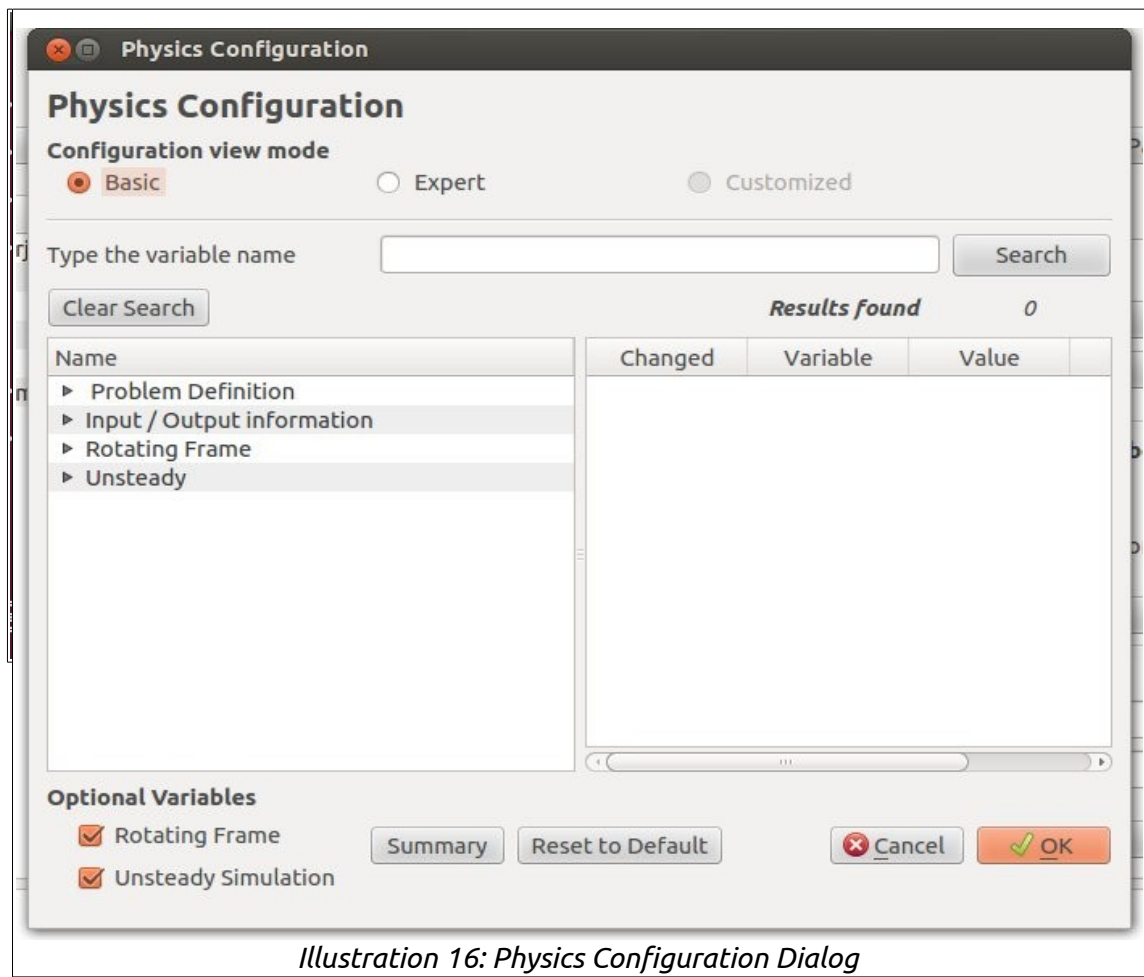 Physics Configuration
Physics Configuration
Configuration view mode
Basic Expert Customized
Type the variable name Search
Clear Search Results found 0
Name Changed Variable Value
Problem Definition
Input / Output information
Rotating Frame
Unsteady
Optional Variables
Rotating Frame
Summary Reset to Default Cancel OK
Unsteady Simulation
Illustration 16: Physics Configuration Dialog